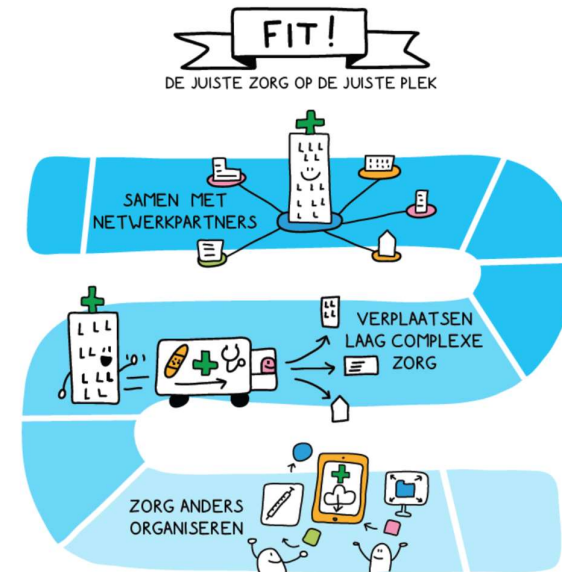 FIT!
DE JUISTE ZORG OP DE JUISTE PLEK
SAMEN MET
NETWERKPARTNERS
VERPLAATSEN
LAAG COMPLEXE
ZORG
ZORG ANDERS
ORGANISEREN